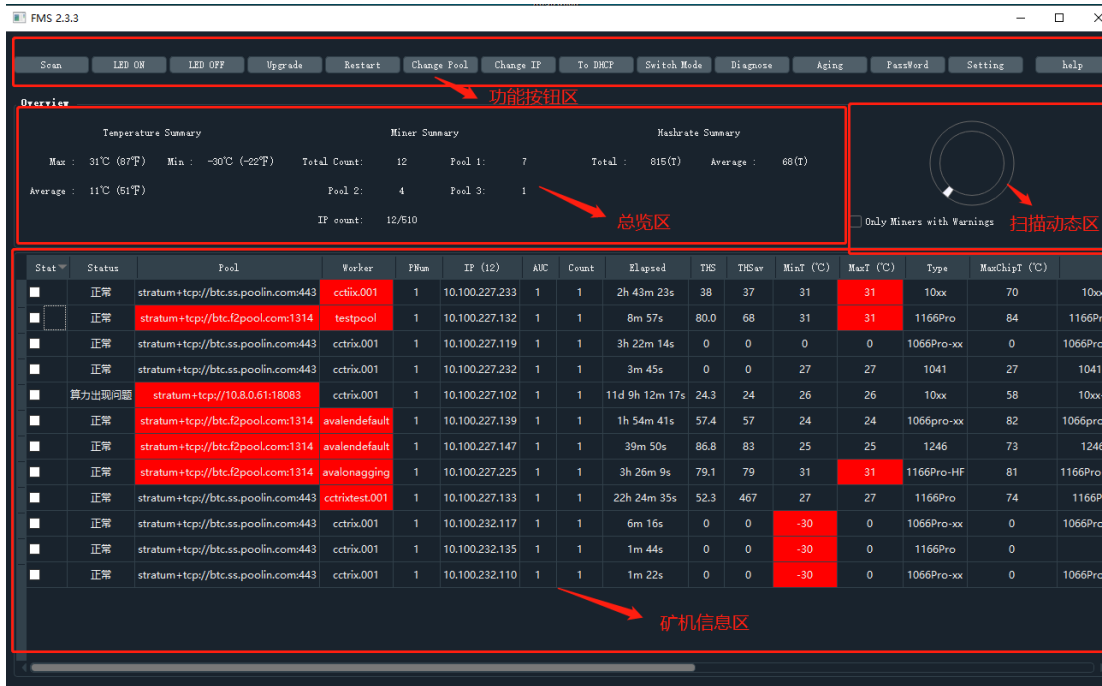 FMS 2.3.3
Scan LED ON LED OFF Upgrade Restart Change Pool Change IP To DHCP Switch Mode Diagnose Aging PassWord Setting help
功能按钮区
Overview
Temperature Summary Miner Summary Hashrate Summary
Max : 31℃ (87℉) Min : -30℃ (-22℉) Total Count: 12 Pool 1: 7 Total : 815(T) Average : 68(T)
Average : 11℃ (51℉) Pool 2: 4 Pool 3: 1
IP count: 12/510
总览区
Only Miners with Warnings
扫描动态区
Stat Status Pool Worker PNum IP (12) AUC Count Elapsed THS THSav MinT (℃) MaxT (℃) Type MaxChipT (℃)
正常 stratum+tcp://btc.ss.poolin.com:443 cctiix.001 1 10.100.227.233 1 1 2h 43m 23s 38 37 31 31 10xx 70 10xx
正常 stratum+tcp://btc.f2pool.com:1314 testpool 1 10.100.227.132 1 1 8m 57s 80.0 68 31 31 1166Pro 84 1166Pr
正常 stratum+tcp://btc.ss.poolin.com:443 cctrix.001 1 10.100.227.119 1 1 3h 22m 14s 0 0 0 0 1066Pro-xx 0 1066Pro
正常 stratum+tcp://btc.ss.poolin.com:443 cctrix.001 1 10.100.227.232 1 1 3m 45s 0 0 27 27 1041 27 1041
算力出现问题 stratum+tcp://10.8.0.61:18083 cctrix.001 1 10.100.227.102 1 1 11d 9h 12m 17s 24.3 24 26 26 10xx 58 10xx
正常 stratum+tcp://btc.f2pool.com:1314 avalendefault 1 10.100.227.139 1 1 1h 54m 41s 57.4 57 24 24 1066pro-xx 82 1066pro
正常 stratum+tcp://btc.f2pool.com:1314 avalendefault 1 10.100.227.147 1 1 39m 50s 86.8 83 25 25 1246 73 1246
正常 stratum+tcp://btc.f2pool.com:1314 avalonagging 1 10.100.227.225 1 1 3h 26m 9s 79.1 79 31 31 1166Pro-HF 81 1166Pro-
正常 stratum+tcp://btc.ss.poolin.com:443 cctrixtest.001 1 10.100.227.133 1 1 22h 24m 35s 52.3 467 27 27 1166Pro 74 1166P
正常 stratum+tcp://btc.ss.poolin.com:443 cctrix.001 1 10.100.232.117 1 1 6m 16s 0 0 -30 0 1066Pro-xx 0 1066Pro
正常 stratum+tcp://btc.ss.poolin.com:443 cctrix.001 1 10.100.232.135 1 1 1m 44s 0 0 -30 0 1166Pro 0
正常 stratum+tcp://btc.ss.poolin.com:443 cctrix.001 1 10.100.232.110 1 1 1m 22s 0 0 -30 0 1066Pro-xx 0 1066Pro
矿机信息区